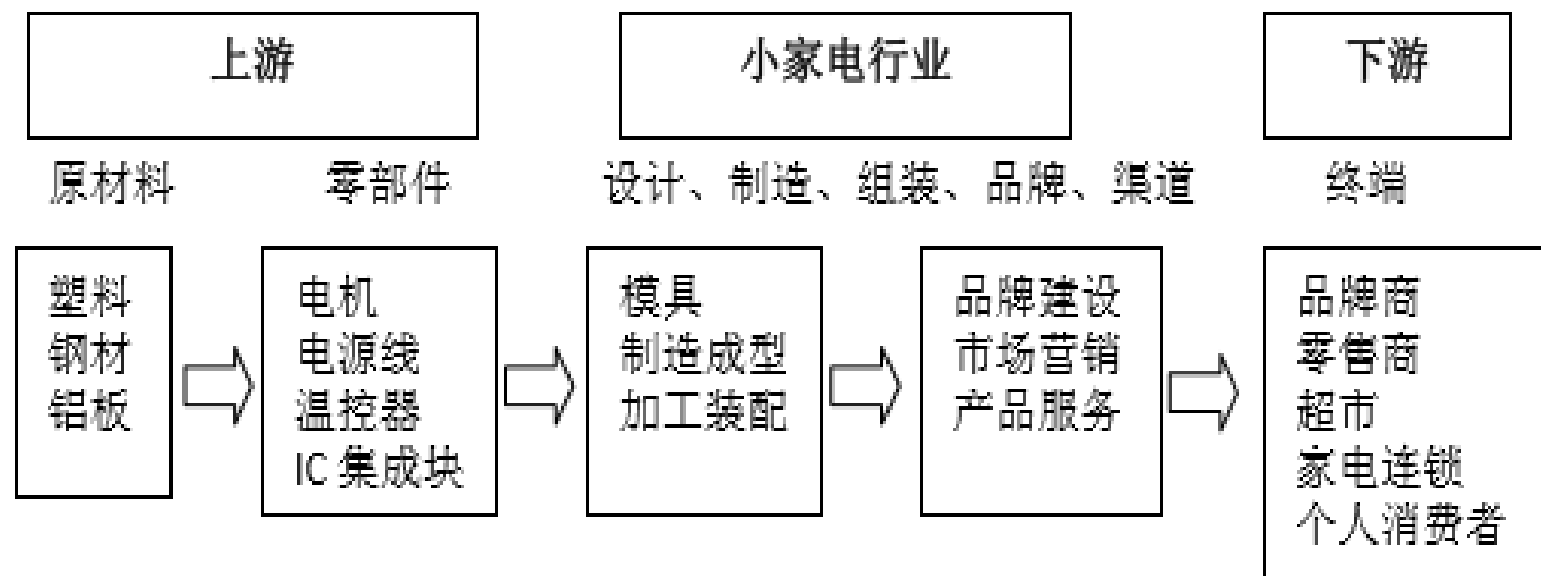 上游
小家电行业
下游
原材料
零部件
设计、制造、组装、品牌、渠道
终端
塑料
钢材
铝板
电机
电源线
温控器
IC 集成块
模具
制造成型
加工装配
品牌建设
市场营销
产品服务
品牌商
零售商
超市
家电连锁
个人消费者